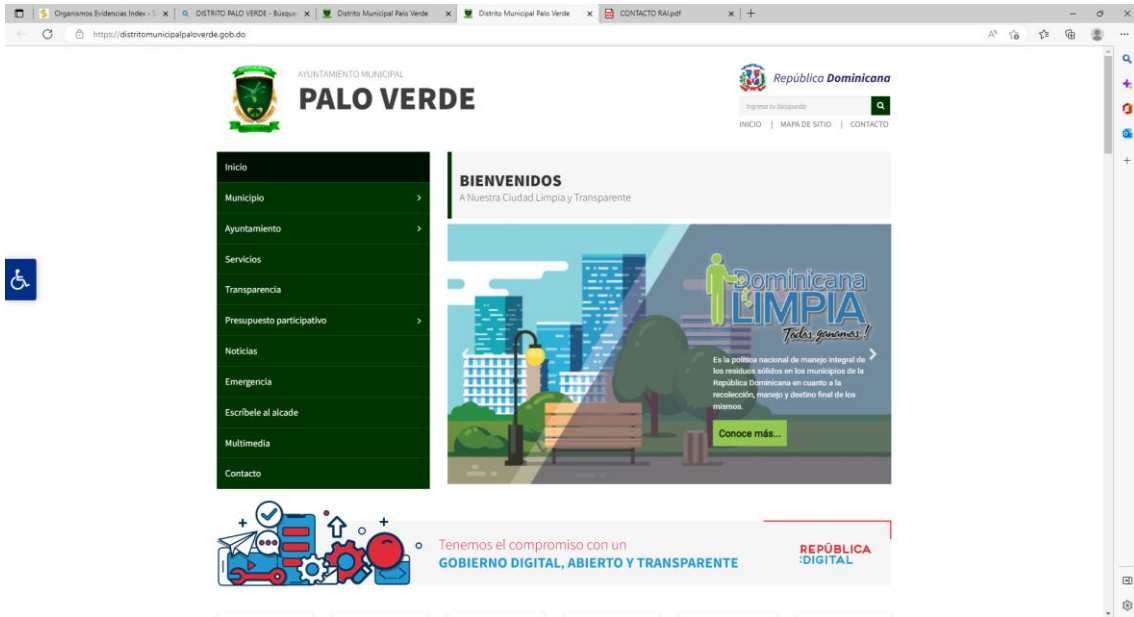 Organismos Evidencias Index - S
DISTRITO PALO VERDE - Búsque
Distrito Municipal Palo Verde
Distrito Municipal Palo Verde
CONTACTO RAI.pdf
https://distritomunicipalpaloverde.gob.do
AYUNTAMIENTO MUNICIPAL
PALO VERDE
República Dominicana
Ingresa tu búsqueda
INICIO | MAPA DE SITIO | CONTACTO
Inicio
Municipio
Ayuntamiento
Servicios
Transparencia
Presupuesto participativo
Noticias
Emergencia
Escríbele al alcade
Multimedia
Contacto
BIENVENIDOS
A Nuestra Ciudad Limpia y Transparente
Dominicana
LIMPIA
Todos ganamos!
Es la política nacional de manejo integral de
los residuos sólidos en los municipios de la
República Dominicana en cuanto a la
recolección, manejo y destino final de los
mismos.
Conoce más...
Tenemos el compromiso con un
GOBIERNO DIGITAL, ABIERTO Y TRANSPARENTE
REPÚBLICA
:DIGITAL